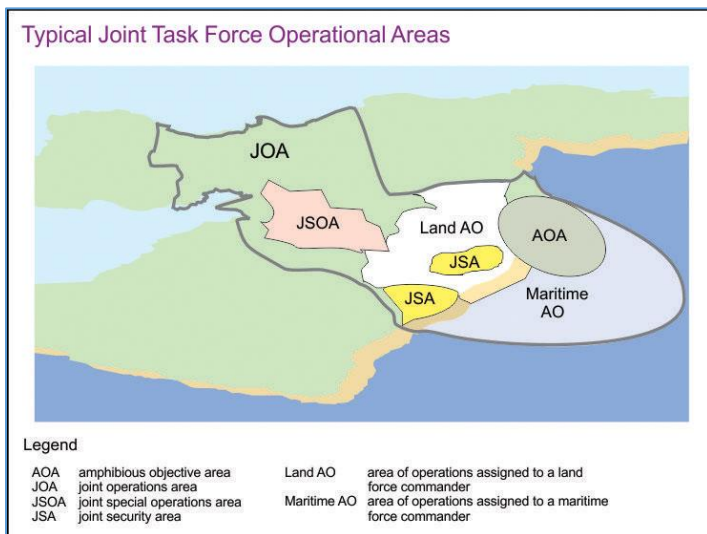 Typical Joint Task Force Operational Areas
JOA
JSOA
Land AO
AOA
JSA
JSA
Maritime
AO
Legend
AOA amphibious objective area
JOA joint operations area
JSOA joint special operations area
JSA joint security area
Land AO area of operations assigned to a land
force commander
Maritime AO area of operations assigned to a maritime
force commander